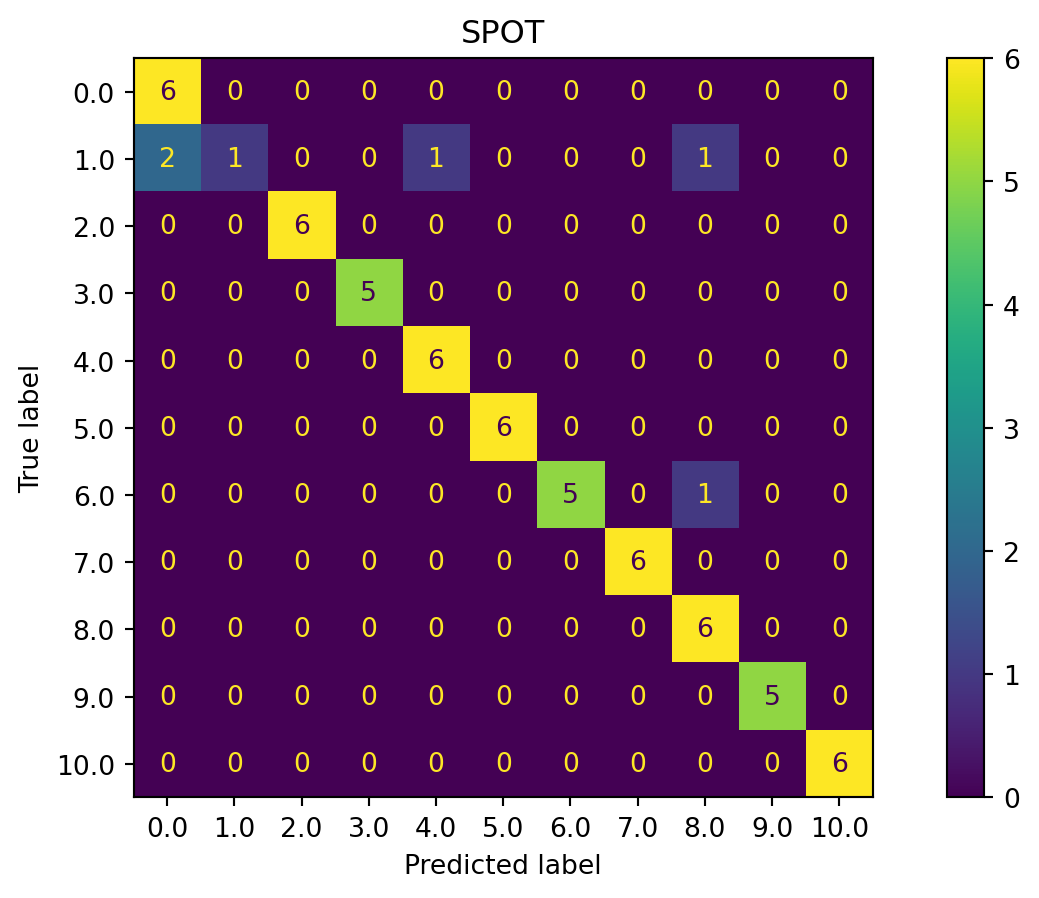 SPOT
0.0 6 0 0 0 0 0 0 0 0 0 0
1.0 2 1 0 0 1 0 0 0 1 0 0
2.0 0 0 6 0 0 0 0 0 0 0 0
3.0 0 0 0 5 0 0 0 0 0 0 0
4.0 0 0 0 0 6 0 0 0 0 0 0
5.0 0 0 0 0 0 6 0 0 0 0 0
6.0 0 0 0 0 0 0 5 0 1 0 0
7.0 0 0 0 0 0 0 0 6 0 0 0
8.0 0 0 0 0 0 0 0 0 6 0 0
9.0 0 0 0 0 0 0 0 0 0 5 0
10.0 0 0 0 0 0 0 0 0 0 0 6
0.0 1.0 2.0 3.0 4.0 5.0 6.0 7.0 8.0 9.0 10.0
Predicted label
True label
6
5
4
3
2
1
0